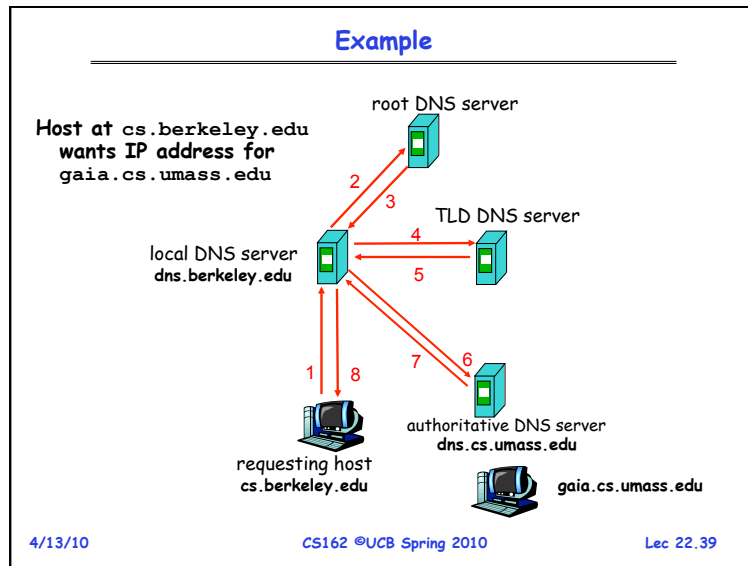 Example
root DNS server
Host at cs.berkeley.edu
wants IP address for
gaia.cs.umass.edu
2
3
TLD DNS server
4
local DNS server
dns.berkeley.edu
5
6
7
1
8
authoritative DNS server
dns.cs.umass.edu
requesting host
cs.berkeley.edu
gaia.cs.umass.edu
4/13/10
CS162 ©UCB Spring 2010
Lec 22.39